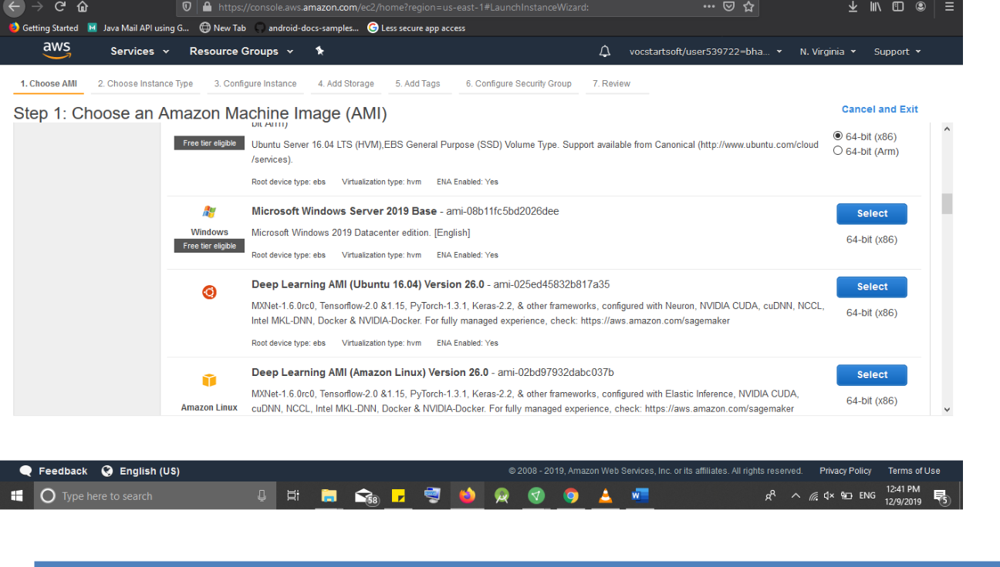 https://console.aws.amazon.com/ec2/home?region=us-east-1#LaunchInstanceWizard:
Getting Started Java Mail API using G... New Tab android-docs-samples... Less secure app access
aws Services Resource Groups vocstartsoft/user539722=bha... N. Virginia Support
1. Choose AMI 2. Choose Instance Type 3. Configure Instance 4. Add Storage 5. Add Tags 6. Configure Security Group 7. Review
Step 1: Choose an Amazon Machine Image (AMI) Cancel and Exit
bit Arm)
Free tier eligible Ubuntu Server 16.04 LTS (HVM),EBS General Purpose (SSD) Volume Type. Support available from Canonical (http://www.ubuntu.com/cloud 64-bit (x86)
/services). 64-bit (Arm)
Root device type: ebs Virtualization type: hvm ENA Enabled: Yes
Microsoft Windows Server 2019 Base - ami-08b11fc5bd2026dee Select
Windows Microsoft Windows 2019 Datacenter edition. [English] 64-bit (x86)
Free tier eligible
Root device type: ebs Virtualization type: hvm ENA Enabled: Yes
Deep Learning AMI (Ubuntu 16.04) Version 26.0 - ami-025ed45832b817a35 Select
MXNet-1.6.0rc0, Tensorflow-2.0 &1.15, PyTorch-1.3.1, Keras-2.2, & other frameworks, configured with Neuron, NVIDIA CUDA, cuDNN, NCCL, 64-bit (x86)
Intel MKL-DNN, Docker & NVIDIA-Docker. For fully managed experience, check: https://aws.amazon.com/sagemaker
Root device type: ebs Virtualization type: hvm ENA Enabled: Yes
Deep Learning AMI (Amazon Linux) Version 26.0 - ami-02bd97932dabc037b Select
MXNet-1.6.0rc0, Tensorflow-2.0 &1.15, PyTorch-1.3.1, Keras-2.2, & other frameworks, configured with Elastic Inference, NVIDIA CUDA, 64-bit (x86)
Amazon Linux cuDNN, NCCL, Intel MKL-DNN, Docker & NVIDIA-Docker. For fully managed experience, check: https://aws.amazon.com/sagemaker
Feedback English (US) © 2008 - 2019, Amazon Web Services, Inc. or its affiliates. All rights reserved. Privacy Policy Terms of Use
Type here to search 58 ENG 12:41 PM
12/9/2019 5